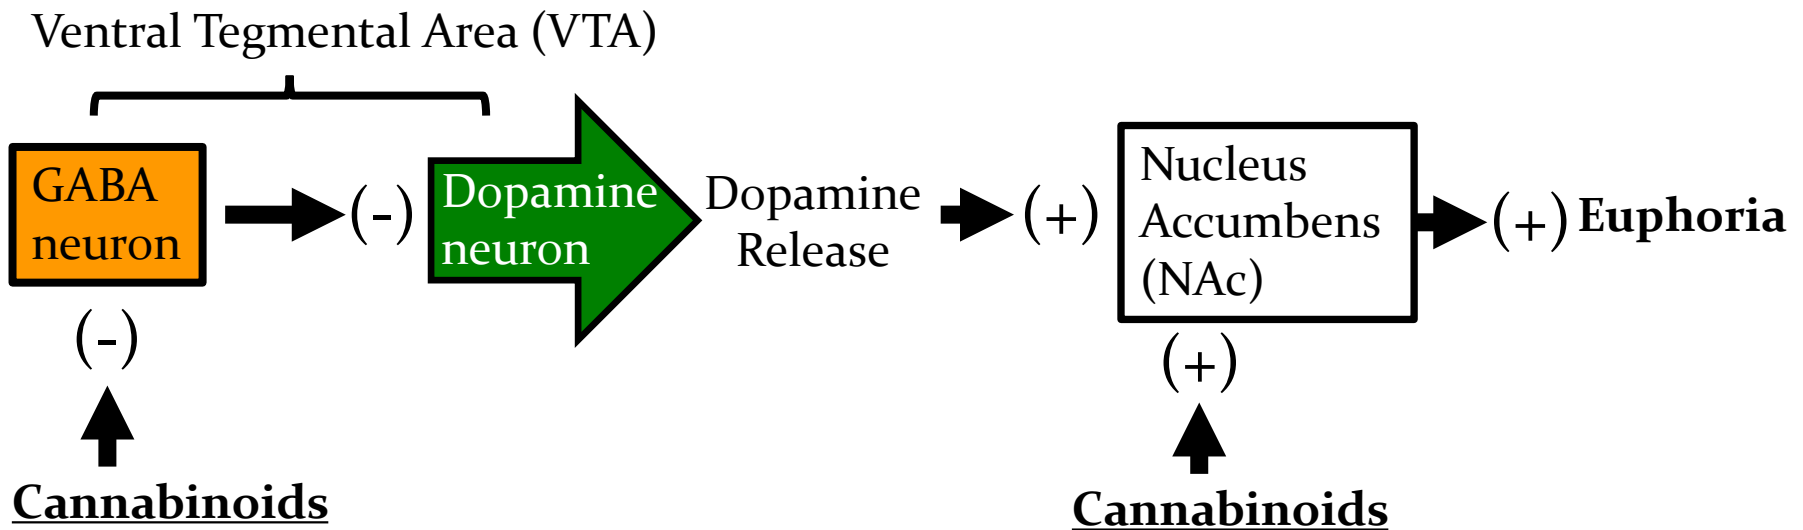 Ventral Tegmental Area (VTA)
GABA
neuron
(-)
Dopamine
neuron
Dopamine
Release
(+)
Nucleus
Accumbens
(NAc)
(+) Euphoria
(-)
(+)
Cannabinoids
Cannabinoids